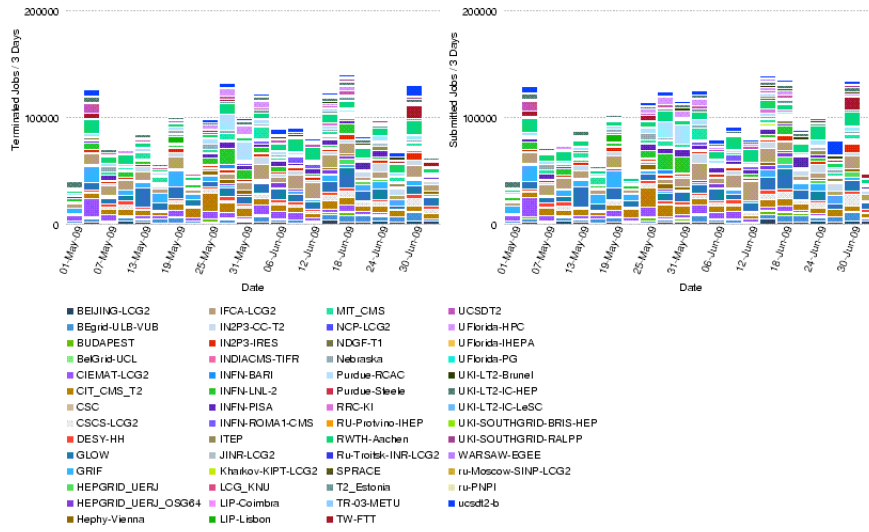 200000
100000
0
Terminated Jobs / 3 Days
01-May-09
07-May-09
13-May-09
19-May-09
25-May-09
31-May-09
06-Jun-09
12-Jun-09
18-Jun-09
24-Jun-09
30-Jun-09
Date
200000
100000
0
Submitted Jobs / 3 Days
01-May-09
07-May-09
13-May-09
19-May-09
25-May-09
31-May-09
06-Jun-09
12-Jun-09
18-Jun-09
24-Jun-09
30-Jun-09
Date
BEIJING-LCG2
BEgrid-ULB-VUB
BUDAPEST
BelGrid-UCL
CIEMAT-LCG2
CIT_CMS_T2
CSC
CSCS-LCG2
DESY-HH
GLOW
GRIF
HEPGRID_UERJ
HEPGRID_UERJ_OSG64
Hephy-Vienna
IFCA-LCG2
IN2P3-CC-T2
IN2P3-IRES
INDIACMS-TIFR
INFN-BARI
INFN-LNL-2
INFN-PISA
INFN-ROMA1-CMS
ITEP
JINR-LCG2
Kharkov-KIPT-LCG2
LCG_KNU
LIP-Coimbra
LIP-Lisbon
MIT_CMS
NCP-LCG2
NDGF-T1
Nebraska
Purdue-RCAC
Purdue-Steele
RRC-KI
RU-Protvino-IHEP
RWTH-Aachen
Ru-Troitsk-INR-LCG2
SPRACE
T2_Estonia
TR-03-METU
TW-FTT
UCSDT2
UFlorida-HPC
UFlorida-IHEPA
UFlorida-PG
UKI-LT2-Brunel
UKI-LT2-IC-HEP
UKI-LT2-IC-LeSC
UKI-SOUTHGRID-BRIS-HEP
UKI-SOUTHGRID-RALPP
WARSAW-EGEE
ru-Moscow-SINP-LCG2
ru-PNPI
ucsdt2-b